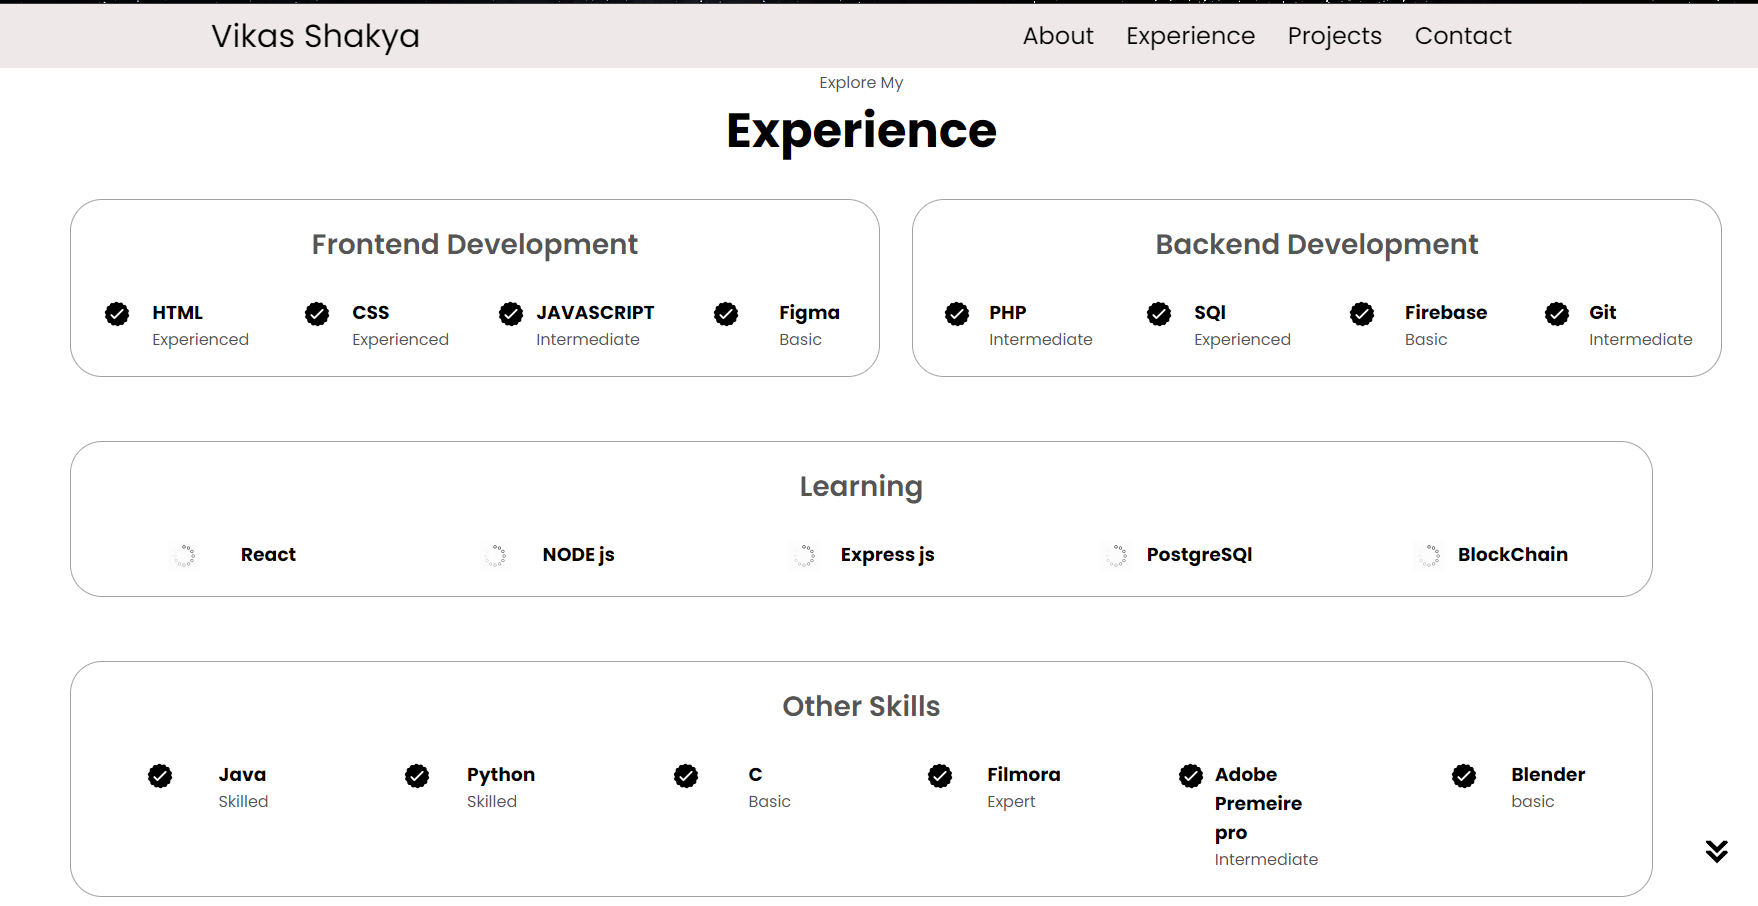 Vikas Shakya
About Experience Projects Contact
Explore My
Experience
Frontend Development
HTML
Experienced
CSS
Experienced
JAVASCRIPT
Intermediate
Figma
Basic
Backend Development
PHP
Intermediate
SQl
Experienced
Firebase
Basic
Git
Intermediate
Learning
React
NODE js
Express js
PostgreSQl
BlockChain
Other Skills
Java
Skilled
Python
Skilled
C
Basic
Filmora
Expert
Adobe
Premeire
pro
Intermediate
Blender
basic